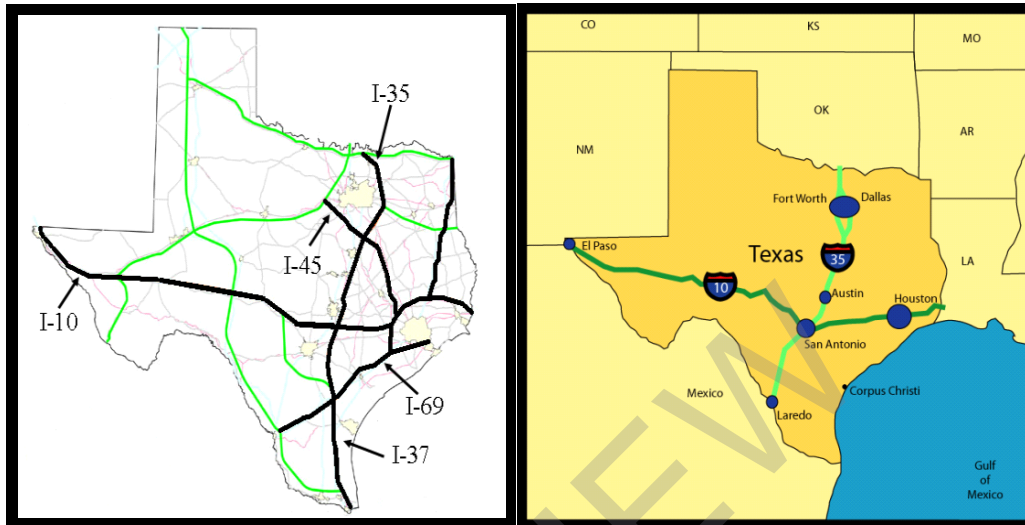 I-35
I-45
I-10
I-69
I-37
CO
KS
MO
OK
AR
NM
Fort Worth
Dallas
El Paso
Texas
35
LA
10
Austin
Houston
San Antonio
Mexico
Corpus Christi
Laredo
Gulf
of
Mexico